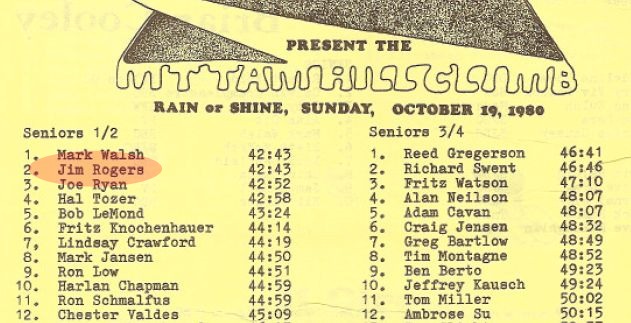 PRESENT THE
MT TAM HILLCLIMB
RAIN or SHINE, SUNDAY, OCTOBER 19, 1980
Seniors 1/2
1. Mark Walsh 42:43
2. Jim Rogers 42:43
3. Joe Ryan 42:52
4. Hal Tozer 42:58
5. Bob LeMond 43:24
6. Fritz Knochenhauer 44:14
7. Lindsay Crawford 44:19
8. Mark Jansen 44:50
9. Ron Low 44:51
10. Harlan Chapman 44:59
11. Ron Schmalfus 44:59
12. Chester Valdes 45:09
Seniors 3/4
1. Reed Gregerson 46:41
2. Richard Swent 46:46
3. Fritz Watson 47:10
4. Alan Neilson 48:07
5. Adam Cavan 48:07
6. Craig Jensen 48:32
7. Greg Bartlow 48:49
8. Tim Montagne 48:52
9. Ben Berto 49:23
10. Jeffrey Kausch 49:24
11. Tom Miller 50:02
12. Ambrose Su 50:15